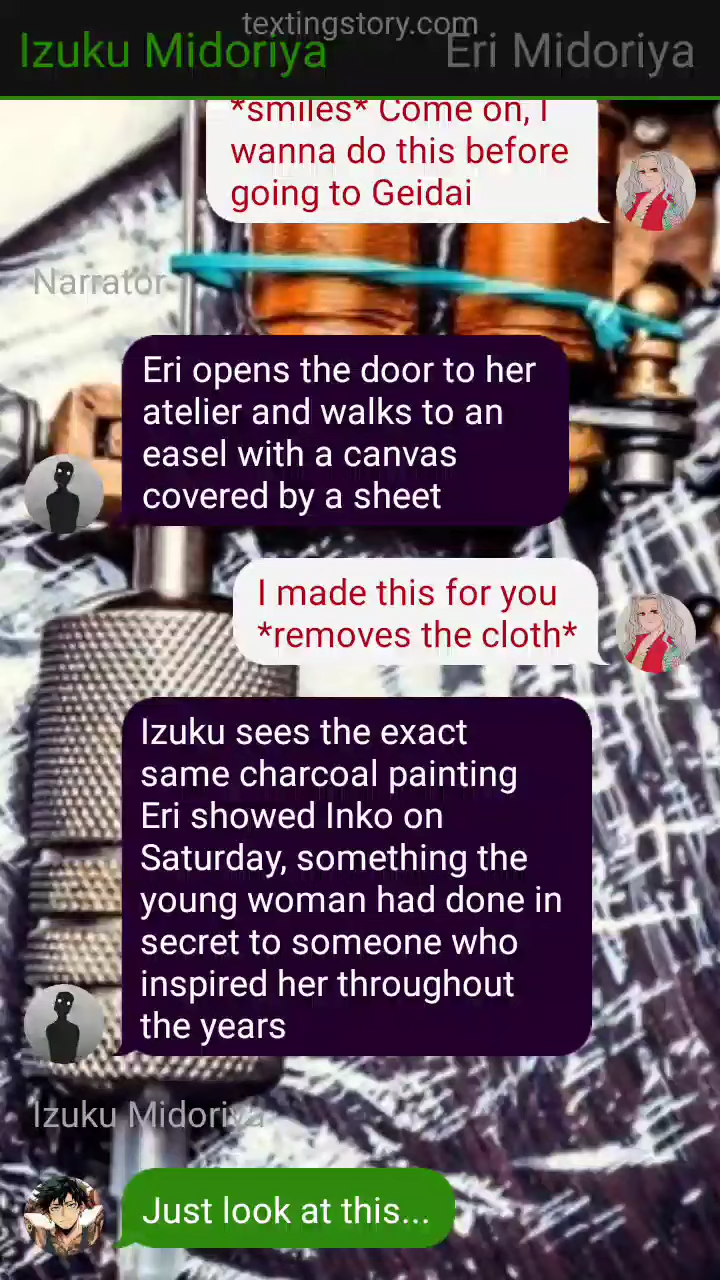 textingstory.com
Izuku Midoriya Eri Midoriya
*smiles* Come on, I
wanna do this before
going to Geidai
Narrator
Eri opens the door to her
atelier and walks to an
easel with a canvas
covered by a sheet
I made this for you
*removes the cloth*
Izuku sees the exact
same charcoal painting
Eri showed Inko on
Saturday, something the
young woman had done in
secret to someone who
inspired her throughout
the years
Izuku Midoriya
Just look at this...